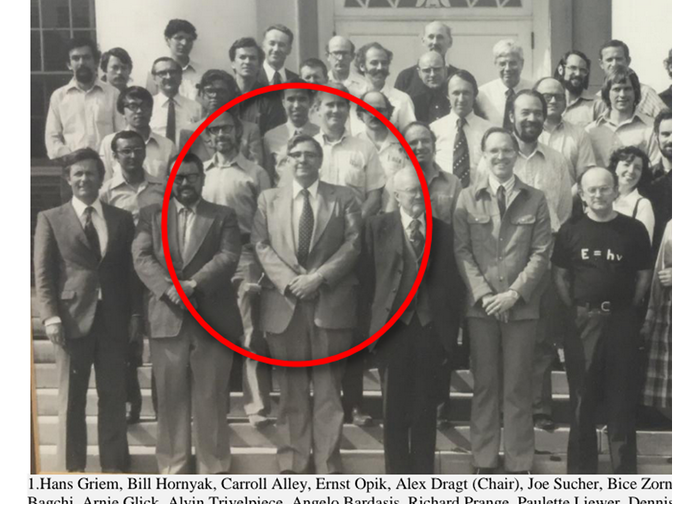 E = hν
1.Hans Griem, Bill Hornyak, Carroll Alley, Ernst Opik, Alex Dragt (Chair), Joe Sucher, Bice Zorn
Bagchi, Arnie Glick, Alvin Trivelpiece, Angelo Bardasis, Richard Prange, Paulette Liewer, Dennis